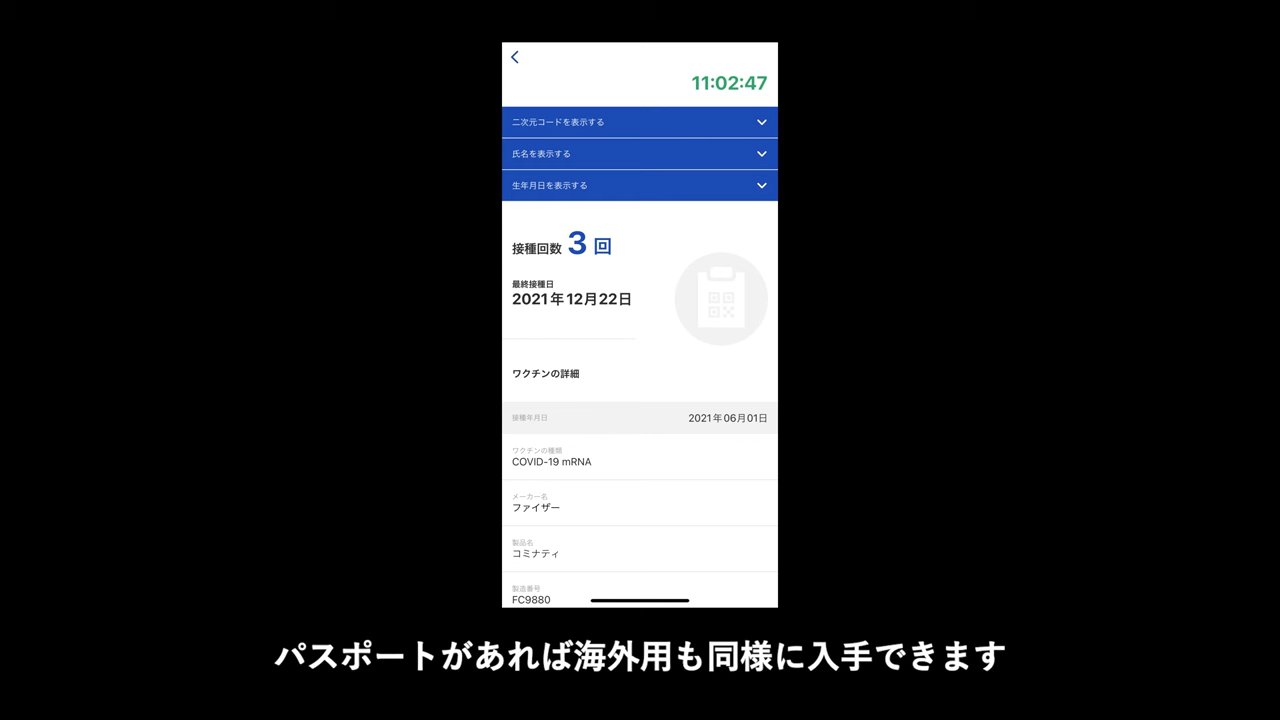 11:02:47
二次元コードを表示する
氏名を表示する
生年月日を表示する
接種回数 3 回
最終接種日
2021年12月22日
ワクチンの詳細
接種年月日 2021年06月01日
ワクチンの種類
COVID-19 mRNA
メーカー名
ファイザー
製品名
コミナティ
製造番号
FC9880
パスポートがあれば海外用も同様に入手できます